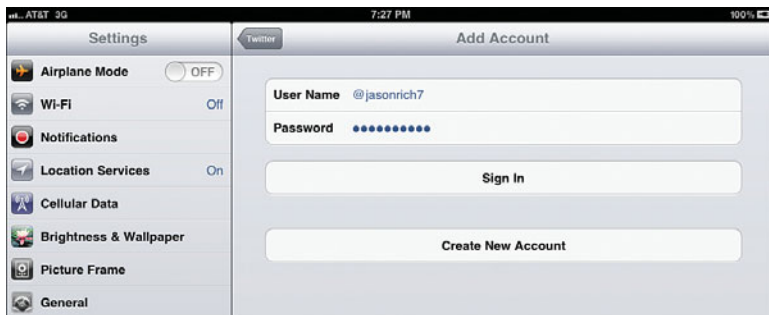 AT&T 3G 7:27 PM 100%
Settings
Twitter
Add Account
Airplane Mode OFF
Wi-Fi Off
Notifications
Location Services On
Cellular Data
Brightness & Wallpaper
Picture Frame
General
User Name @jasonrich7
Password ●●●●●●●●●●
Sign In
Create New Account